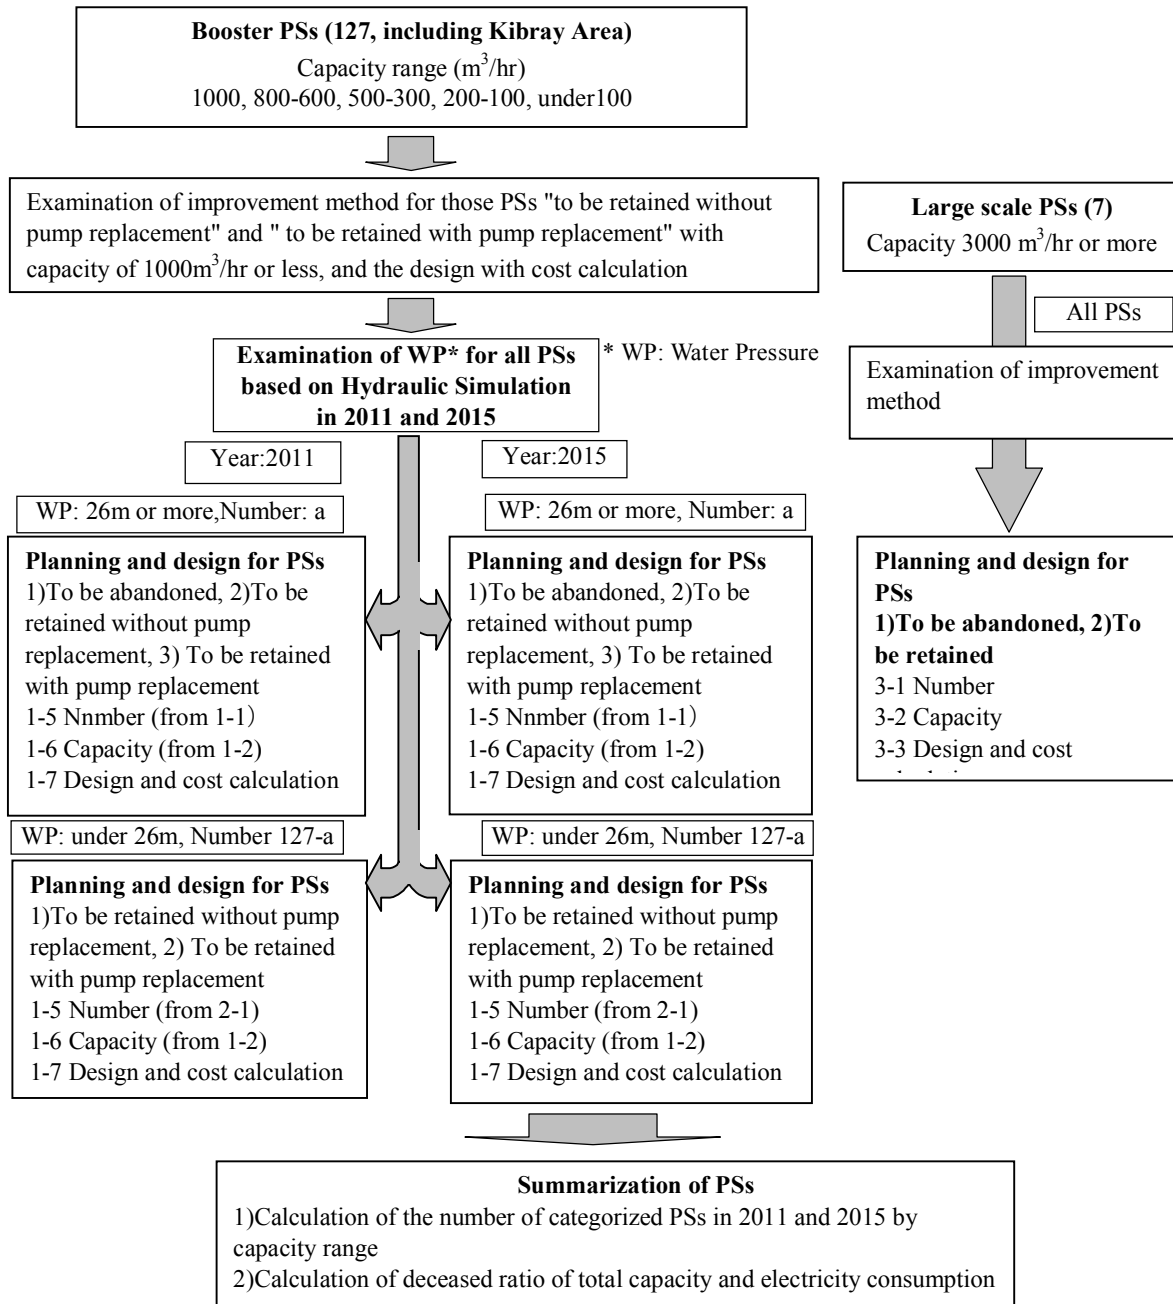 Booster PSs (127, including Kibray Area)
Capacity range (m³/hr)
1000, 800-600, 500-300, 200-100, under100
Examination of improvement method for those PSs "to be retained without
pump replacement" and " to be retained with pump replacement" with
capacity of 1000m³/hr or less, and the design with cost calculation
Large scale PSs (7)
Capacity 3000 m³/hr or more
All PSs
Examination of improvement
method
Examination of WP* for all PSs
based on Hydraulic Simulation
in 2011 and 2015
* WP: Water Pressure
Year:2011
Year:2015
WP: 26m or more,Number: a
WP: 26m or more, Number: a
Planning and design for PSs
1)To be abandoned, 2)To be
retained without pump
replacement, 3) To be retained
with pump replacement
1-5 Nnmber (from 1-1）
1-6 Capacity (from 1-2)
1-7 Design and cost calculation
Planning and design for PSs
1)To be abandoned, 2)To be
retained without pump
replacement, 3) To be retained
with pump replacement
1-5 Nnmber (from 1-1）
1-6 Capacity (from 1-2)
1-7 Design and cost calculation
Planning and design for
PSs
1)To be abandoned, 2)To
be retained
3-1 Number
3-2 Capacity
3-3 Design and cost
WP: under 26m, Number 127-a
WP: under 26m, Number 127-a
Planning and design for PSs
1)To be retained without pump
replacement, 2) To be retained
with pump replacement
1-5 Number (from 2-1)
1-6 Capacity (from 1-2)
1-7 Design and cost calculation
Planning and design for PSs
1)To be retained without pump
replacement, 2) To be retained
with pump replacement
1-5 Number (from 2-1)
1-6 Capacity (from 1-2)
1-7 Design and cost calculation
Summarization of PSs
1)Calculation of the number of categorized PSs in 2011 and 2015 by
capacity range
2)Calculation of deceased ratio of total capacity and electricity consumption